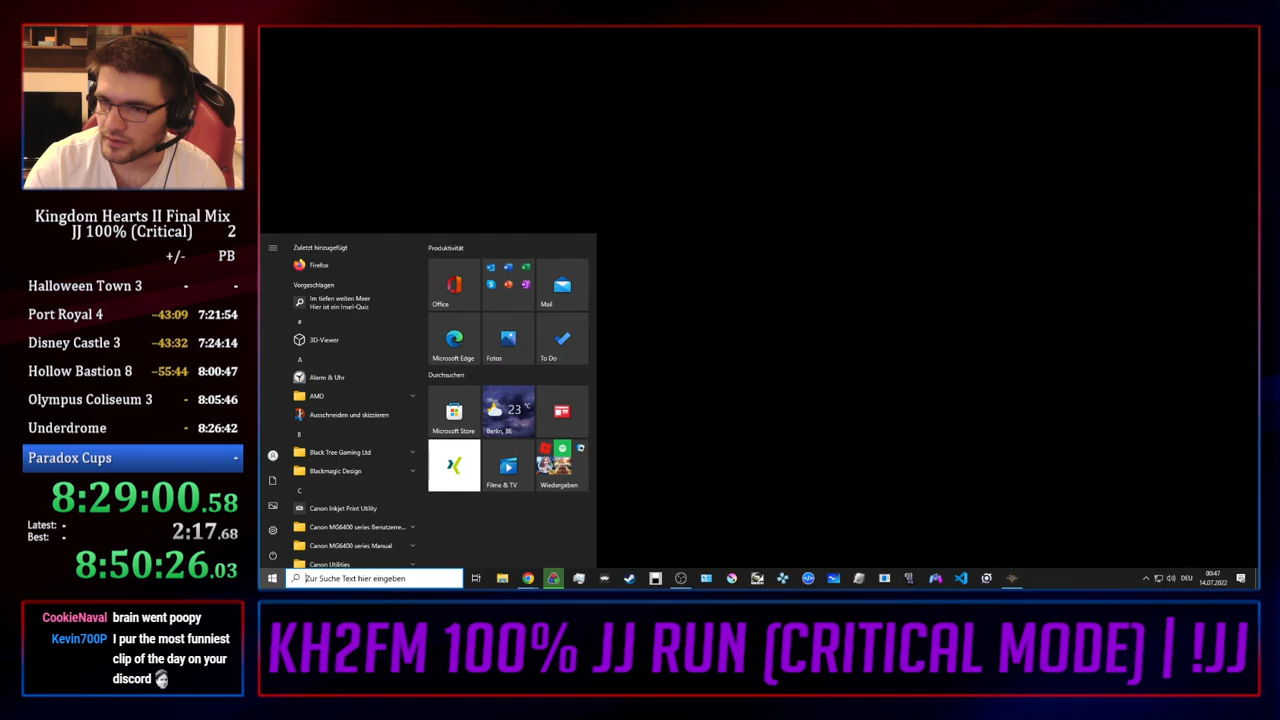 Kingdom Hearts II Final Mix
JJ 100% (Critical) 2
+/- PB
Halloween Town 3 - -
Port Royal 4 −43:09 7:21:54
Disney Castle 3 −43:32 7:24:14
Hollow Bastion 8 −55:44 8:00:47
Olympus Coliseum 3 - 8:05:46
Underdrome - 8:26:42
Paradox Cups -
8:29:00.58
Latest: -
Best: -
2:17.68
8:50:26.03
CookieNaval brain went poopy
Kevin700P I pur the most funniest
clip of the day on your
discord
Zuletzt hinzugefügt
Firefox
Vorgeschlagen
Im tiefen weiten Meer
Hier ist ein Insel-Quiz
#
3D-Viewer
A
Alarm & Uhr
AMD
Ausschneiden und skizzieren
B
Black Tree Gaming Ltd
Blackmagic Design
C
Canon Inkjet Print Utility
Canon MG6400 series Benutzerre...
Canon MG6400 series Manual
Canon Utilities
Produktivität
Office
Mail
Microsoft Edge
Fotos
To Do
Durchsuchen
Microsoft Store
23 °C
Berlin, BE
Filme & TV
Wiedergeben
Zur Suche Text hier eingeben
DEU
00:47
14.07.2022
KH2FM 100% JJ RUN (CRITICAL MODE) | !JJ